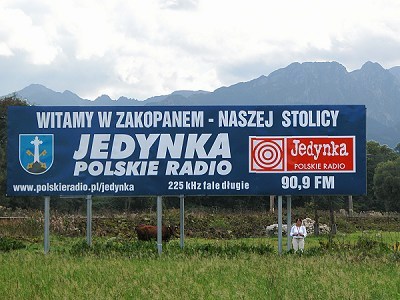 WITAMY W ZAKOPANEM - NASZEJ STOLICY
JEDYNKA
POLSKIE RADIO
Jedynka
POLSKIE RADIO
www.polskieradio.pl/jedynka
225 kHz fale długie
90,9 FM